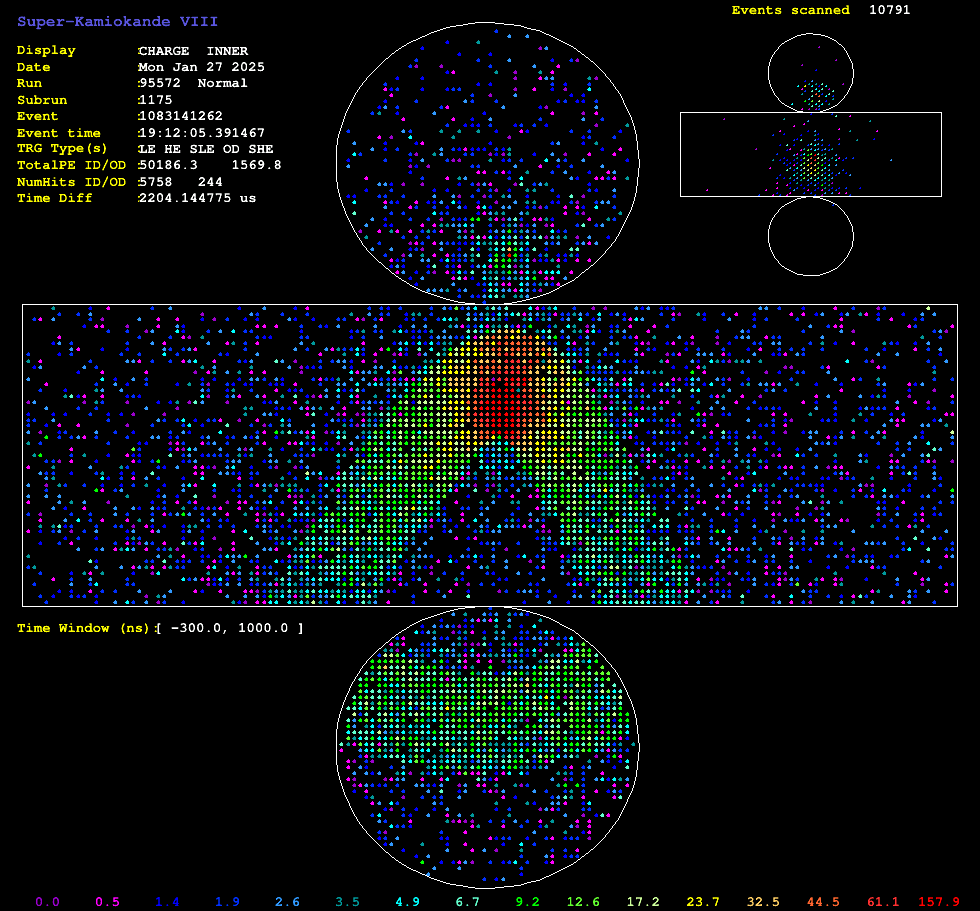 Super-Kamiokande VIII
Events scanned 10791
Display :CHARGE INNER
Date :Mon Jan 27 2025
Run :95572 Normal
Subrun :1175
Event :1083141262
Event time :19:12:05.391467
TRG Type(s) :LE HE SLE OD SHE
TotalPE ID/OD :50186.3 1569.8
NumHits ID/OD :5758 244
Time Diff :2204.144775 us
Time Window (ns):[ -300.0, 1000.0 ]
0.0 0.5 1.4 1.9 2.6 3.5 4.9 6.7 9.2 12.6 17.2 23.7 32.5 44.5 61.1 157.9